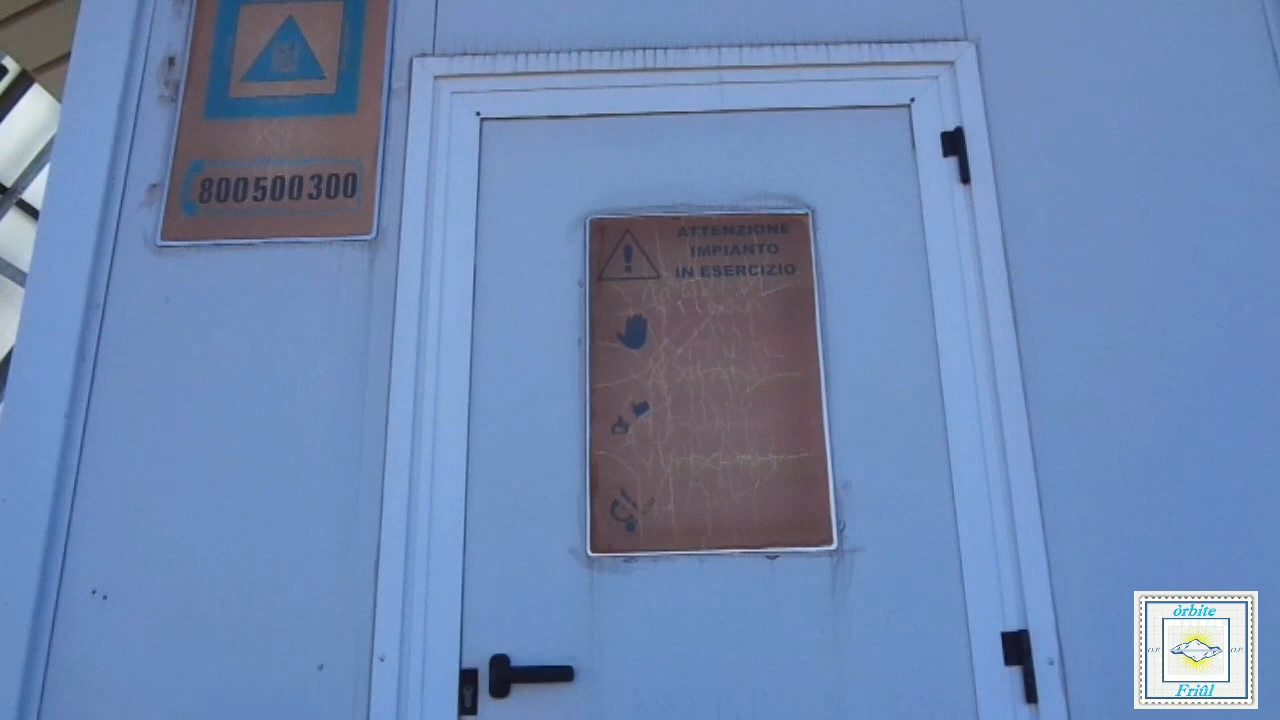 800500300
ATTENZIONE
IMPIANTO
IN ESERCIZIO
òrbite
O.F. O.F.
Friûl